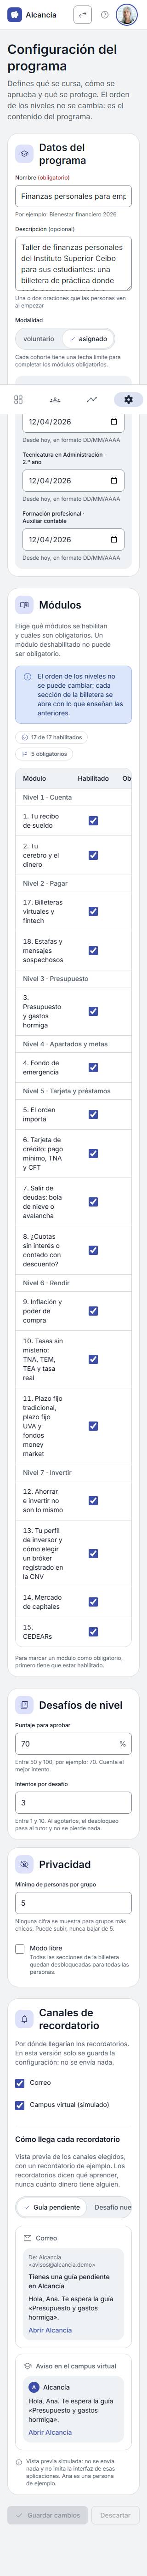 Alcancía
Configuración del
programa
Definís qué se cursa, cómo se
aprueba y qué se protege. El orden
de los niveles no se cambia: es el
contenido del programa.
Datos del
programa
Nombre (obligatorio)
Finanzas personales para emp
Por ejemplo: Bienestar financiero 2026
Descripción (opcional)
Taller de finanzas personales
del Instituto Superior Ceibo
para sus estudiantes: una
billetera de práctica donde
Una o dos oraciones que las personas ven
al empezar
Modalidad
voluntario
asignado
Cada cohorte tiene una fecha límite para
completar los módulos obligatorios.
12/04/2026
Desde hoy, en formato DD/MM/AAAA
Tecnicatura en Administración ·
2.º año
12/04/2026
Desde hoy, en formato DD/MM/AAAA
Formación profesional ·
Auxiliar contable
12/04/2026
Desde hoy, en formato DD/MM/AAAA
Módulos
Elige qué módulos se habilitan
y cuáles son obligatorios. Un
módulo deshabilitado no puede
ser obligatorio.
El orden de los niveles no
se puede cambiar: cada
sección de la billetera se
abre con lo que enseñan las
anteriores.
17 de 17 habilitados
5 obligatorios
Módulo Habilitado Ob
Nivel 1 · Cuenta
1. Tu recibo
de sueldo
2. Tu
cerebro y el
dinero
Nivel 2 · Pagar
17. Billeteras
virtuales y
fintech
18. Estafas y
mensajes
sospechosos
Nivel 3 · Presupuesto
3.
Presupuesto
y gastos
hormiga
Nivel 4 · Apartados y metas
4. Fondo de
emergencia
Nivel 5 · Tarjeta y préstamos
5. El orden
importa
6. Tarjeta de
crédito: pago
mínimo, TNA
y CFT
7. Salir de
deudas: bola
de nieve o
avalancha
8. ¿Cuotas
sin interés o
contado con
descuento?
Nivel 6 · Rendir
9. Inflación y
poder de
compra
10. Tasas sin
misterio:
TNA, TEM,
TEA y tasa
real
11. Plazo fijo
tradicional,
plazo fijo
UVA y
fondos
money
market
Nivel 7 · Invertir
12. Ahorrar
e invertir no
son lo mismo
13. Tu perfil
de inversor y
cómo elegir
un bróker
registrado en
la CNV
14. Mercado
de capitales
15.
CEDEARs
Para marcar un módulo como obligatorio,
primero tiene que estar habilitado.
Desafíos de nivel
Puntaje para aprobar
70 %
Entre 50 y 100, por ejemplo: 70. Cuenta el
mejor intento.
Intentos por desafío
3
Entre 1 y 10. Al agotarlos, el desbloqueo
pasa al tutor y no se pierde nada.
Privacidad
Mínimo de personas por grupo
5
Ninguna cifra se muestra para grupos más
chicos. Puede subir, nunca bajar de 5.
Modo libre
Todas las secciones de la billetera
quedan desbloqueadas para todas las
personas.
Canales de
recordatorio
Por dónde llegarían los recordatorios.
En esta versión solo se guarda la
configuración: no se envía nada.
Correo
Campus virtual (simulado)
Cómo llega cada recordatorio
Vista previa de los canales elegidos,
con un recordatorio de ejemplo. Los
recordatorios dicen qué aprender,
nunca cuánto dinero tiene alguien.
Guía pendiente
Desafío nue
Correo
De: Alcancía
<avisos@alcancia.demo>
Tienes una guía pendiente
en Alcancía
Hola, Ana. Te espera la guía
«Presupuesto y gastos
hormiga».
Abrir Alcancía
Aviso en el campus virtual
A Alcancía
Hola, Ana. Te espera la guía
«Presupuesto y gastos
hormiga».
Abrir Alcancía
Vista previa simulada: no se envía
nada y no imita la interfaz de esas
aplicaciones. Ana es una persona
de ejemplo.
Guardar cambios
Descartar